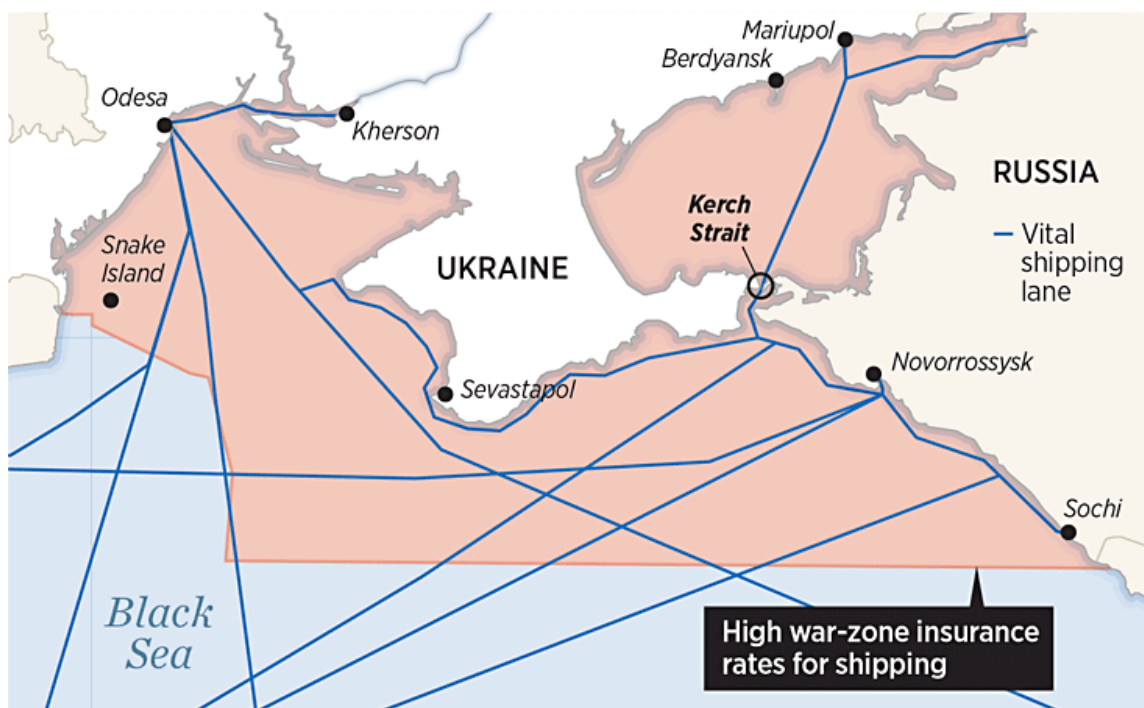 Mariupol
Berdyansk
Odesa
Kherson
RUSSIA
Kerch
Strait
Vital
shipping
lane
Snake
Island
UKRAINE
Novorrossysk
Sevastapol
Sochi
Black
Sea
High war-zone insurance
rates for shipping